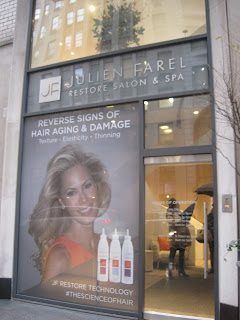 JF JULIEN FAREL
RESTORE SALON & SPA
REVERSE SIGNS OF
HAIR AGING & DAMAGE
Texture - Elasticity - Thinning
JF RESTORE TECHNOLOGY
#THESCIENCEOFHAIR